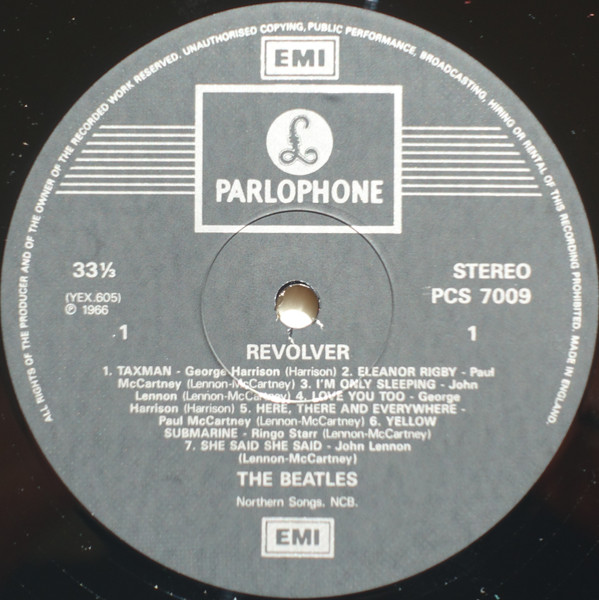 ALL RIGHTS OF THE PRODUCER AND OF THE OWNER OF THE RECORDED WORK RESERVED. UNAUTHORISED COPYING, PUBLIC PERFORMANCE, BROADCASTING, HIRING OR RENTAL OF THIS RECORDING PROHIBITED. MADE IN ENGLAND.
EMI
£
PARLOPHONE
33⅓
STEREO
(YEX.605)
PCS 7009
℗ 1966
1
1
REVOLVER
1. TAXMAN - George Harrison (Harrison) 2. ELEANOR RIGBY - Paul
McCartney (Lennon-McCartney) 3. I'M ONLY SLEEPING - John
Lennon (Lennon-McCartney) 4. LOVE YOU TOO - George
Harrison (Harrison) 5. HERE, THERE AND EVERYWHERE -
Paul McCartney (Lennon-McCartney) 6. YELLOW
SUBMARINE - Ringo Starr (Lennon-McCartney)
7. SHE SAID SHE SAID - John Lennon
(Lennon-McCartney)
THE BEATLES
Northern Songs. NCB.
EMI